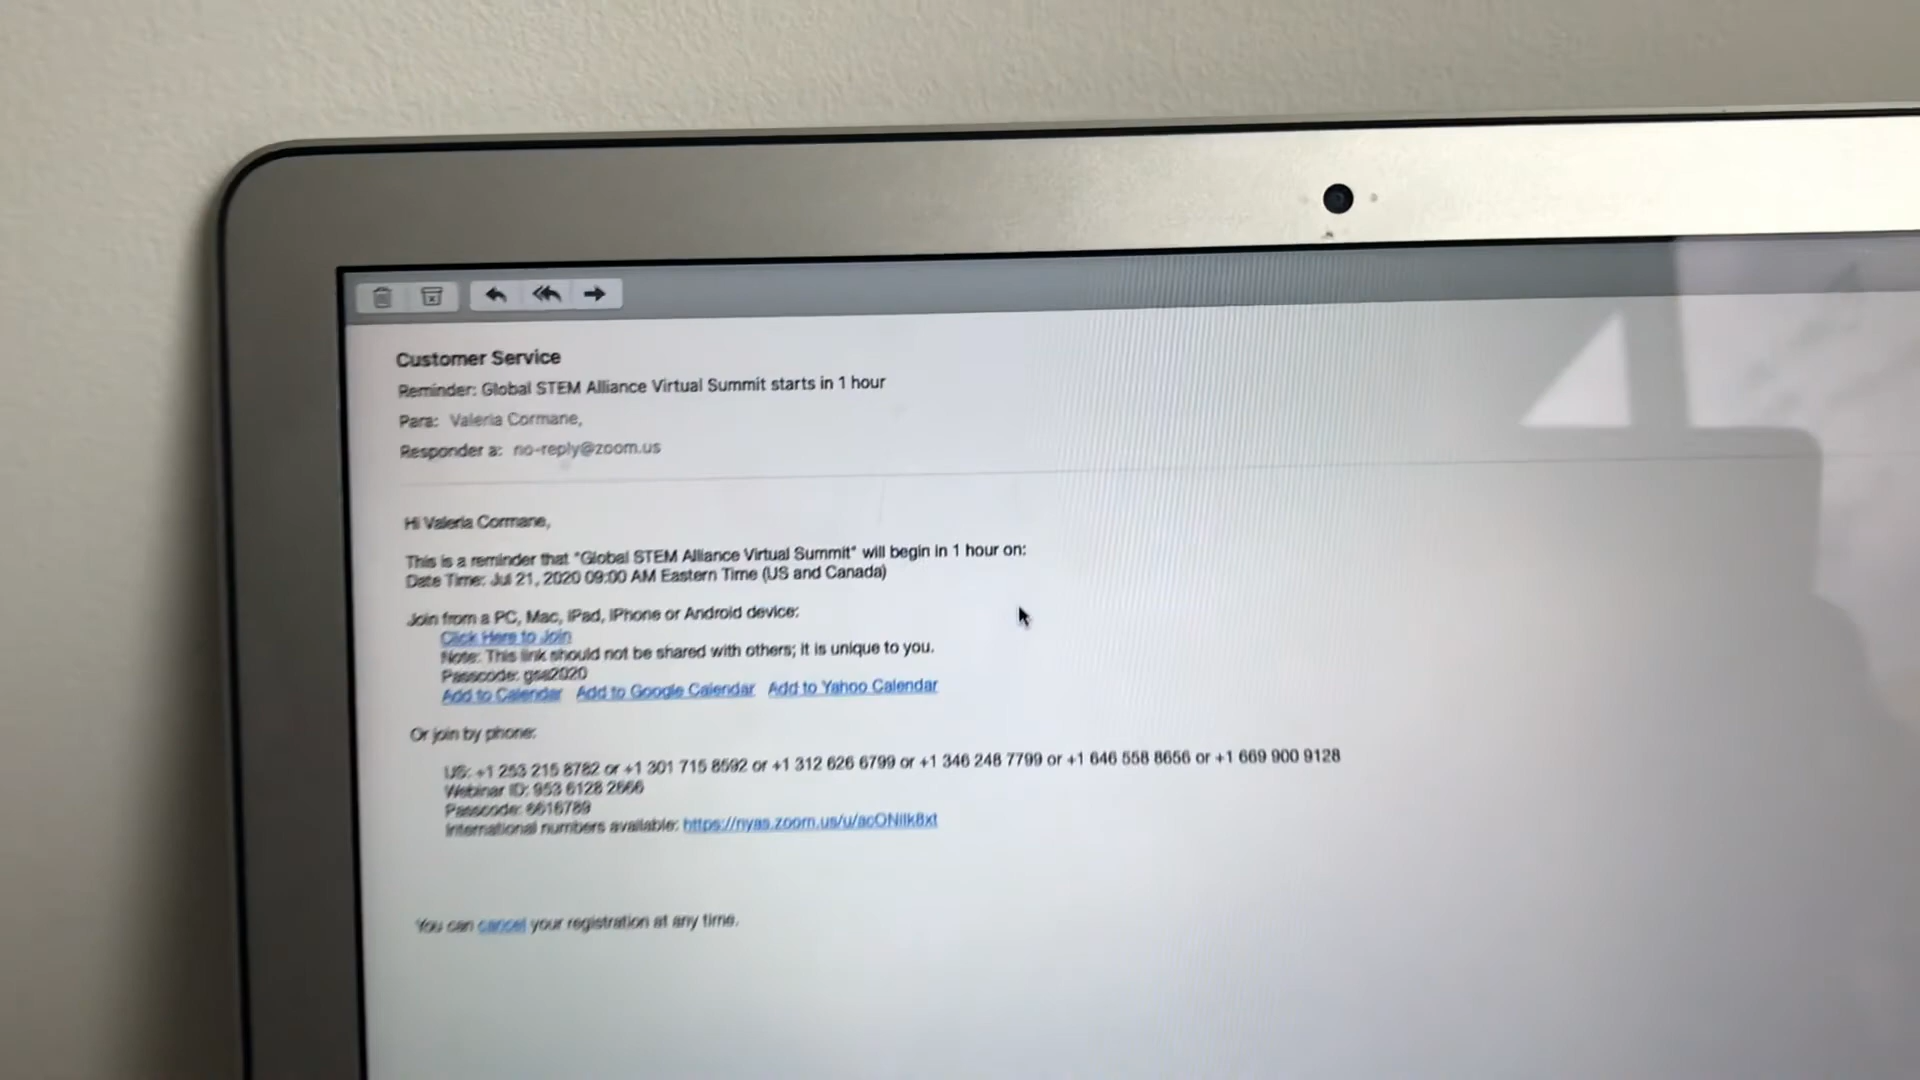 Customer Service
Reminder: Global STEM Alliance Virtual Summit starts in 1 hour
Para: Valeria Cormane,
Responder a: no-reply@zoom.us
Hi Valeria Cormane,
This is a reminder that "Global STEM Alliance Virtual Summit" will begin in 1 hour on:
Date Time: Jul 21, 2020 09:00 AM Eastern Time (US and Canada)
Join from a PC, Mac, iPad, iPhone or Android device:
Click Here to Join
Note: This link should not be shared with others; it is unique to you.
Passcode: gsa2020
Add to Calendar Add to Google Calendar Add to Yahoo Calendar
Or join by phone:
US: +1 253 215 8782 or +1 301 715 8592 or +1 312 626 6799 or +1 346 248 7799 or +1 646 558 8656 or +1 669 900 9128
Webinar ID: 953 6128 2666
Passcode: 6616789
International numbers available: https://nyas.zoom.us/u/acONIlk8xt
You can cancel your registration at any time.